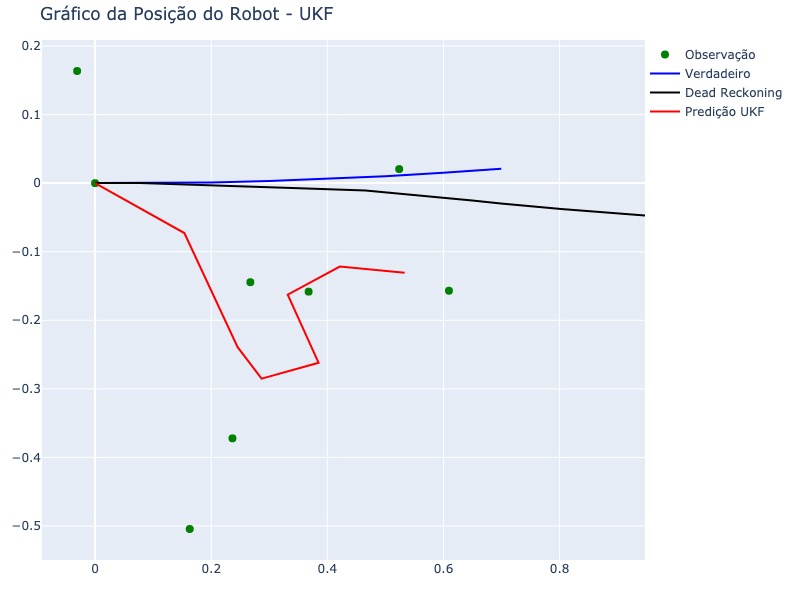 Gráfico da Posição do Robot - UKF
Observação
Verdadeiro
Dead Reckoning
Predição UKF
0.2
0.1
0
−0.1
−0.2
−0.3
−0.4
−0.5
0
0.2
0.4
0.6
0.8